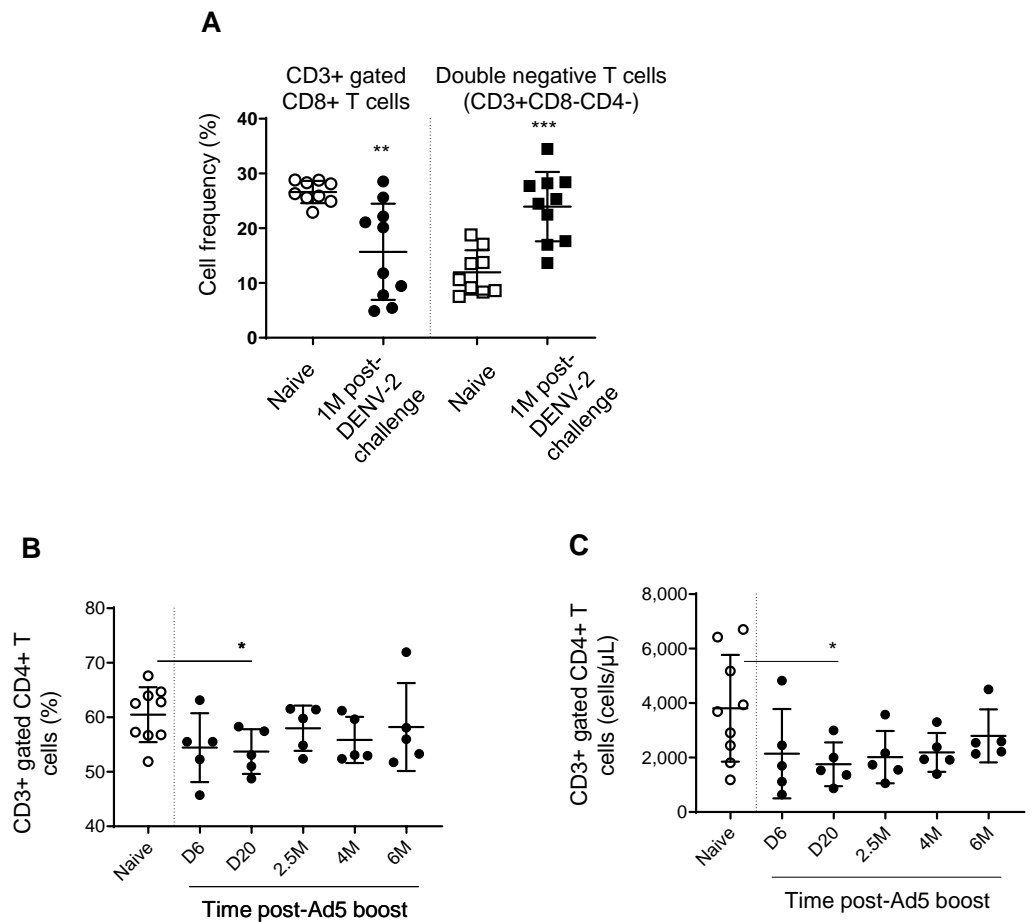 A
CD3+ gated
CD8+ T cells
Double negative T cells
(CD3+CD8-CD4-)
Cell frequency (%)
40
30
20
10
0
**
***
Naive
1M post-
DENV-2
challenge
Naive
1M post-
DENV-2
challenge
B
CD3+ gated CD4+ T
cells (%)
80
70
60
50
40
*
Naive
D6
D20
2.5M
4M
6M
Time post-Ad5 boost
C
CD3+ gated CD4+ T
cells (cells/µL)
8,000
6,000
4,000
2,000
0
*
Naive
D6
D20
2.5M
4M
6M
Time post-Ad5 boost